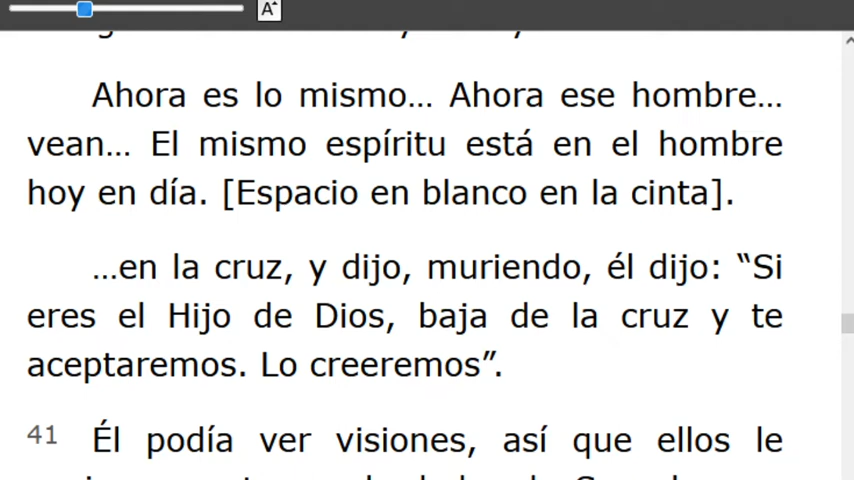 A
Ahora es lo mismo… Ahora ese hombre…
vean… El mismo espíritu está en el hombre
hoy en día. [Espacio en blanco en la cinta].
…en la cruz, y dijo, muriendo, él dijo: “Si
eres el Hijo de Dios, baja de la cruz y te
aceptaremos. Lo creeremos”.
41 Él podía ver visiones, así que ellos le